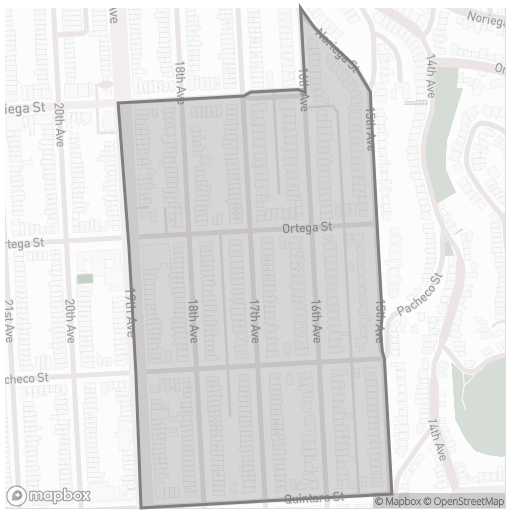 Noriega
Noriega St
14th Ave
Ave
18th Ave
16th Ave
20th Ave
15th Ave
riega St
Ortega St
rtega St
Pacheco St
19th Ave
21st Ave
20th Ave
18th Ave
17th Ave
16th Ave
15th Ave
acheco St
14th Ave
Quintara St
mapbox
© Mapbox © OpenStreetMap